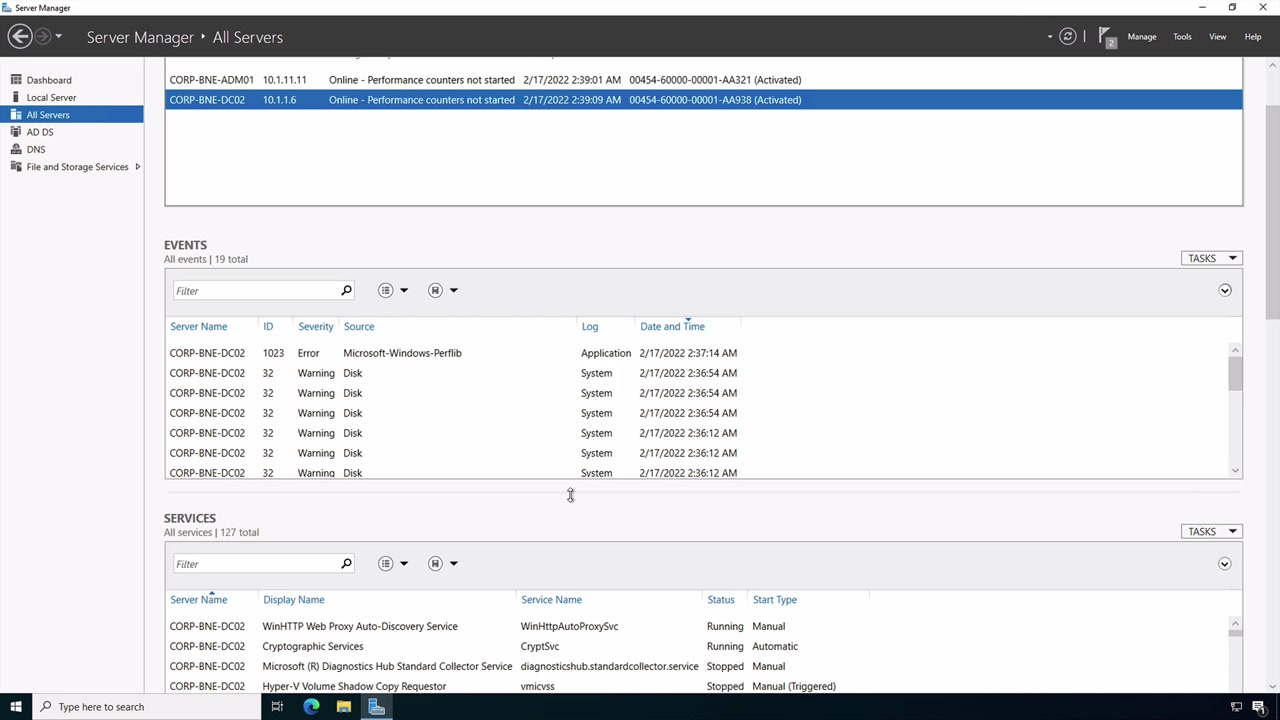 Server Manager
Server Manager ‣ All Servers
2
Manage Tools View Help
Dashboard
Local Server
All Servers
AD DS
DNS
File and Storage Services
CORP-BNE-ADM01 10.1.11.11 Online - Performance counters not started 2/17/2022 2:39:01 AM 00454-60000-00001-AA321 (Activated)
CORP-BNE-DC02 10.1.1.6 Online - Performance counters not started 2/17/2022 2:39:09 AM 00454-60000-00001-AA938 (Activated)
EVENTS
All events | 19 total
TASKS
Filter
Server Name ID Severity Source Log Date and Time
CORP-BNE-DC02 1023 Error Microsoft-Windows-Perflib Application 2/17/2022 2:37:14 AM
CORP-BNE-DC02 32 Warning Disk System 2/17/2022 2:36:54 AM
CORP-BNE-DC02 32 Warning Disk System 2/17/2022 2:36:54 AM
CORP-BNE-DC02 32 Warning Disk System 2/17/2022 2:36:54 AM
CORP-BNE-DC02 32 Warning Disk System 2/17/2022 2:36:12 AM
CORP-BNE-DC02 32 Warning Disk System 2/17/2022 2:36:12 AM
CORP-BNE-DC02 32 Warning Disk System 2/17/2022 2:36:12 AM
SERVICES
All services | 127 total
TASKS
Filter
Server Name Display Name Service Name Status Start Type
CORP-BNE-DC02 WinHTTP Web Proxy Auto-Discovery Service WinHttpAutoProxySvc Running Manual
CORP-BNE-DC02 Cryptographic Services CryptSvc Running Automatic
CORP-BNE-DC02 Microsoft (R) Diagnostics Hub Standard Collector Service diagnosticshub.standardcollector.service Stopped Manual
CORP-BNE-DC02 Hyper-V Volume Shadow Copy Requestor vmicvss Stopped Manual (Triggered)
Type here to search
1